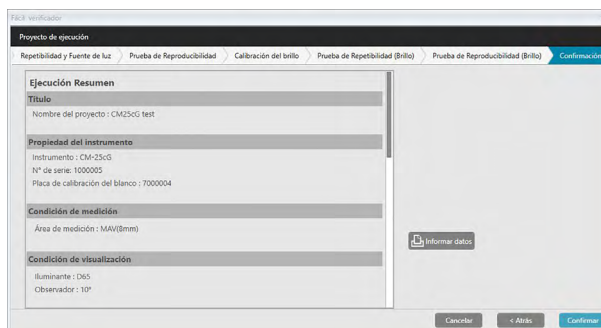 Fácil verificador
Proyecto de ejecución
Repetibilidad y Fuente de luz
Prueba de Reproducibilidad
Calibración del brillo
Prueba de Repetibilidad (Brillo)
Prueba de Reproducibilidad (Brillo)
Confirmación
Ejecución Resumen
Título
Nombre del proyecto : CM25cG test
Propiedad del instrumento
Instrumento : CM-25cG
N° de serie: 1000005
Placa de calibración del blanco : 7000004
Condición de medición
Área de medición : MAV(8mm)
Informar datos
Condición de visualización
Iluminante : D65
Observador : 10°
Cancelar
< Atrás
Confirmar